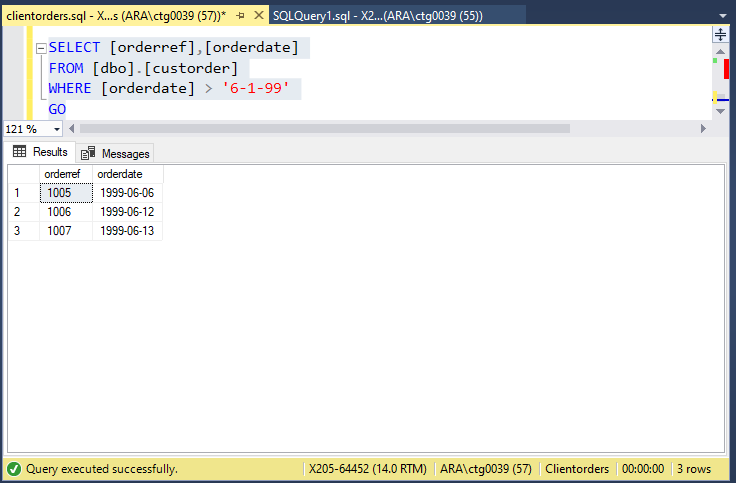 clientorders.sql - X...s (ARA\ctg0039 (57))* SQLQuery1.sql - X2...(ARA\ctg0039 (55))
SELECT [orderref],[orderdate]
FROM [dbo].[custorder]
WHERE [orderdate] > '6-1-99'
GO
121 %
Results Messages
orderref orderdate
1 1005 1999-06-06
2 1006 1999-06-12
3 1007 1999-06-13
Query executed successfully. X205-64452 (14.0 RTM) ARA\ctg0039 (57) Clientorders 00:00:00 3 rows